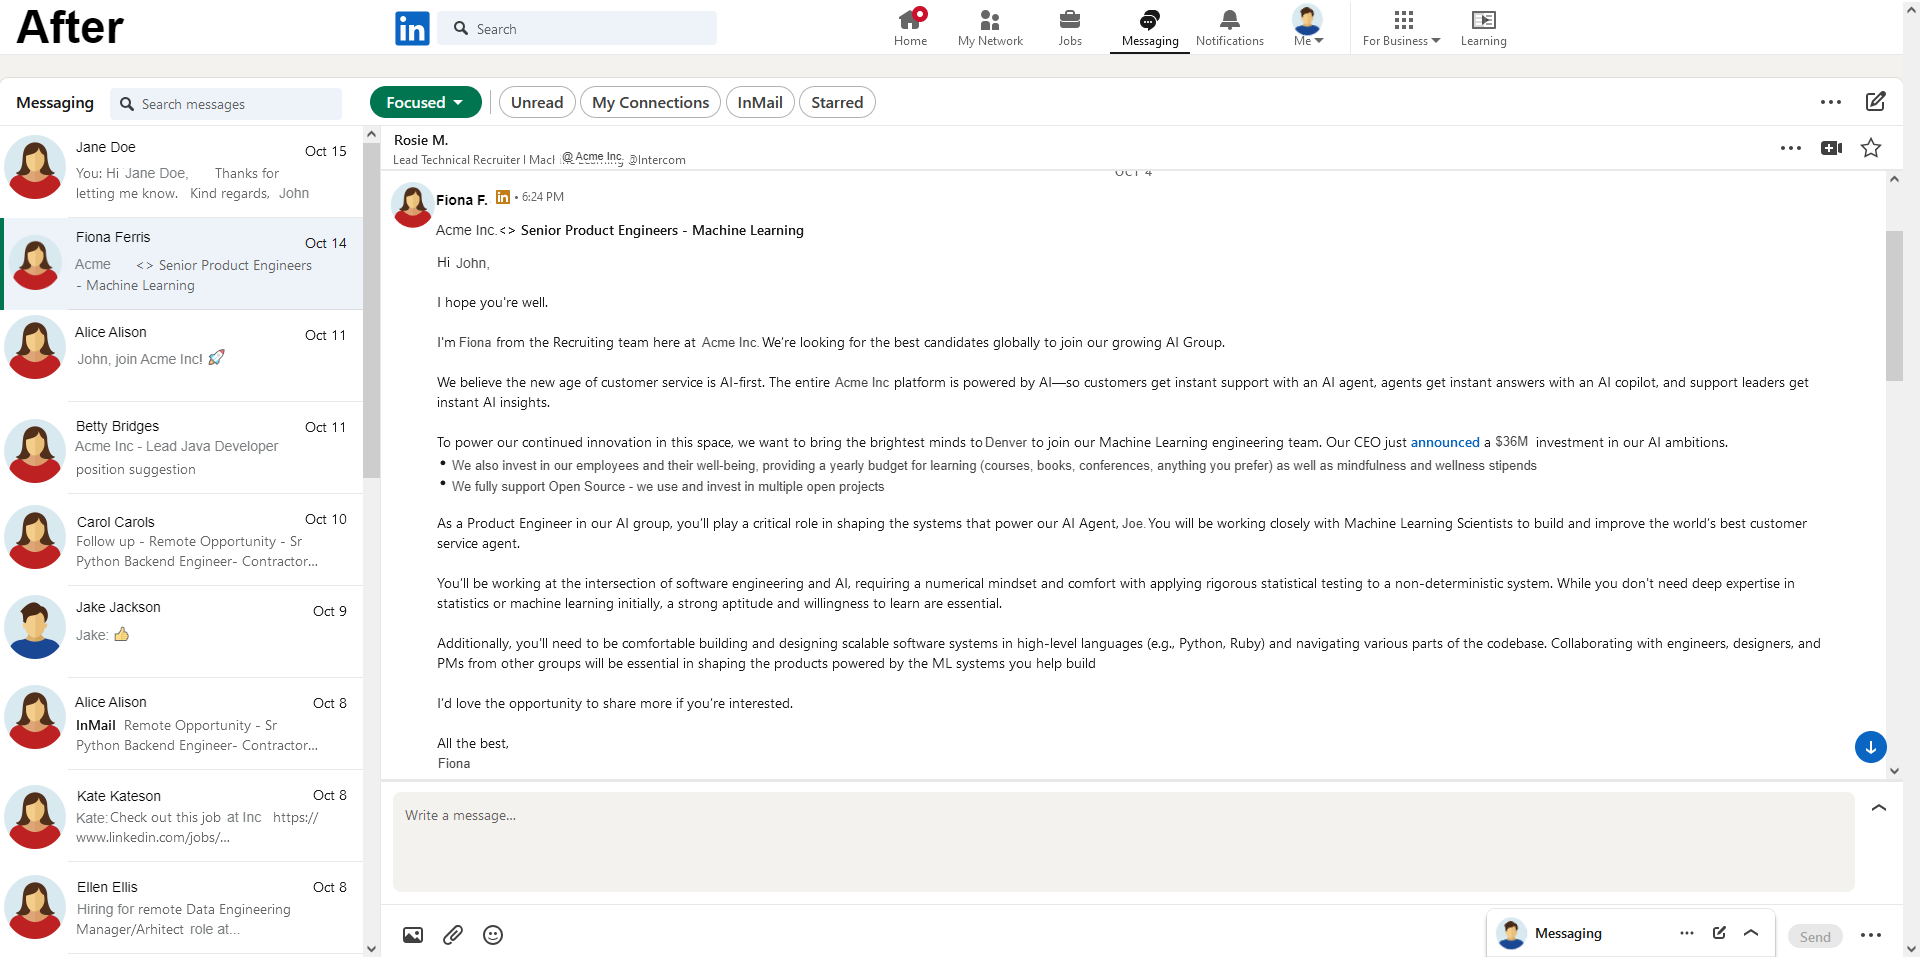 After
in
Search
Home
My Network
Jobs
Messaging
Notifications
Me
For Business
Learning
Messaging
Search messages
Focused
Unread
My Connections
InMail
Starred
Jane Doe
Oct 15
You: Hi Jane Doe, Thanks for
letting me know. Kind regards, John
Fiona Ferris
Oct 14
Acme <> Senior Product Engineers
- Machine Learning
Alice Alison
Oct 11
John, join Acme Inc! 🚀
Betty Bridges
Oct 11
Acme Inc - Lead Java Developer
position suggestion
Carol Carols
Oct 10
Follow up - Remote Opportunity - Sr
Python Backend Engineer- Contractor...
Jake Jackson
Oct 9
Jake: 👍
Alice Alison
Oct 8
InMail Remote Opportunity - Sr
Python Backend Engineer- Contractor...
Kate Kateson
Oct 8
Kate: Check out this job at Inc https://
www.linkedin.com/jobs/...
Ellen Ellis
Oct 8
Hiring for remote Data Engineering
Manager/Arhitect role at...
Rosie M.
Lead Technical Recruiter | @ Acme Inc. @Intercom
OCT 4
Fiona F. in • 6:24 PM
Acme Inc. <> Senior Product Engineers - Machine Learning
Hi John,
I hope you're well.
I'm Fiona from the Recruiting team here at Acme Inc. We're looking for the best candidates globally to join our growing AI Group.
We believe the new age of customer service is AI-first. The entire Acme Inc platform is powered by AI—so customers get instant support with an AI agent, agents get instant answers with an AI copilot, and support leaders get
instant AI insights.
To power our continued innovation in this space, we want to bring the brightest minds to Denver to join our Machine Learning engineering team. Our CEO just announced a $36M investment in our AI ambitions.
• We also invest in our employees and their well-being, providing a yearly budget for learning (courses, books, conferences, anything you prefer) as well as mindfulness and wellness stipends
• We fully support Open Source - we use and invest in multiple open projects
As a Product Engineer in our AI group, you'll play a critical role in shaping the systems that power our AI Agent, Joe. You will be working closely with Machine Learning Scientists to build and improve the world's best customer
service agent.
You'll be working at the intersection of software engineering and AI, requiring a numerical mindset and comfort with applying rigorous statistical testing to a non-deterministic system. While you don't need deep expertise in
statistics or machine learning initially, a strong aptitude and willingness to learn are essential.
Additionally, you'll need to be comfortable building and designing scalable software systems in high-level languages (e.g., Python, Ruby) and navigating various parts of the codebase. Collaborating with engineers, designers, and
PMs from other groups will be essential in shaping the products powered by the ML systems you help build
I'd love the opportunity to share more if you're interested.
All the best,
Fiona
Write a message...
Messaging
Send